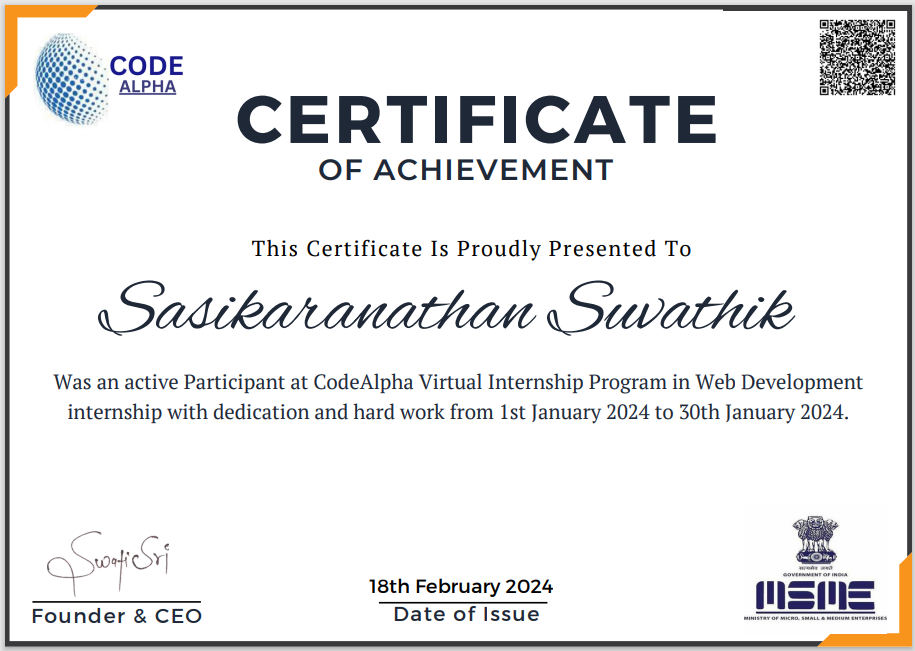 CODE
ALPHA
CERTIFICATE
OF ACHIEVEMENT
This Certificate Is Proudly Presented To
Sasikaranathan Suvathik
Was an active Participant at CodeAlpha Virtual Internship Program in Web Development
internship with dedication and hard work from 1st January 2024 to 30th January 2024.
Swati Sri
Founder & CEO
18th February 2024
Date of Issue
सत्यमेव जयते
GOVERNMENT OF INDIA
MSME
MINISTRY OF MICRO, SMALL & MEDIUM ENTERPRISES